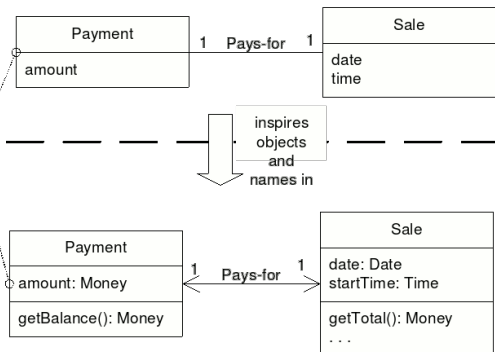 Payment
amount
1 Pays-for 1
Sale
date
time
inspires
objects
and
names in
Payment
amount: Money
getBalance(): Money
1 Pays-for 1
Sale
date: Date
startTime: Time
getTotal(): Money
. . .